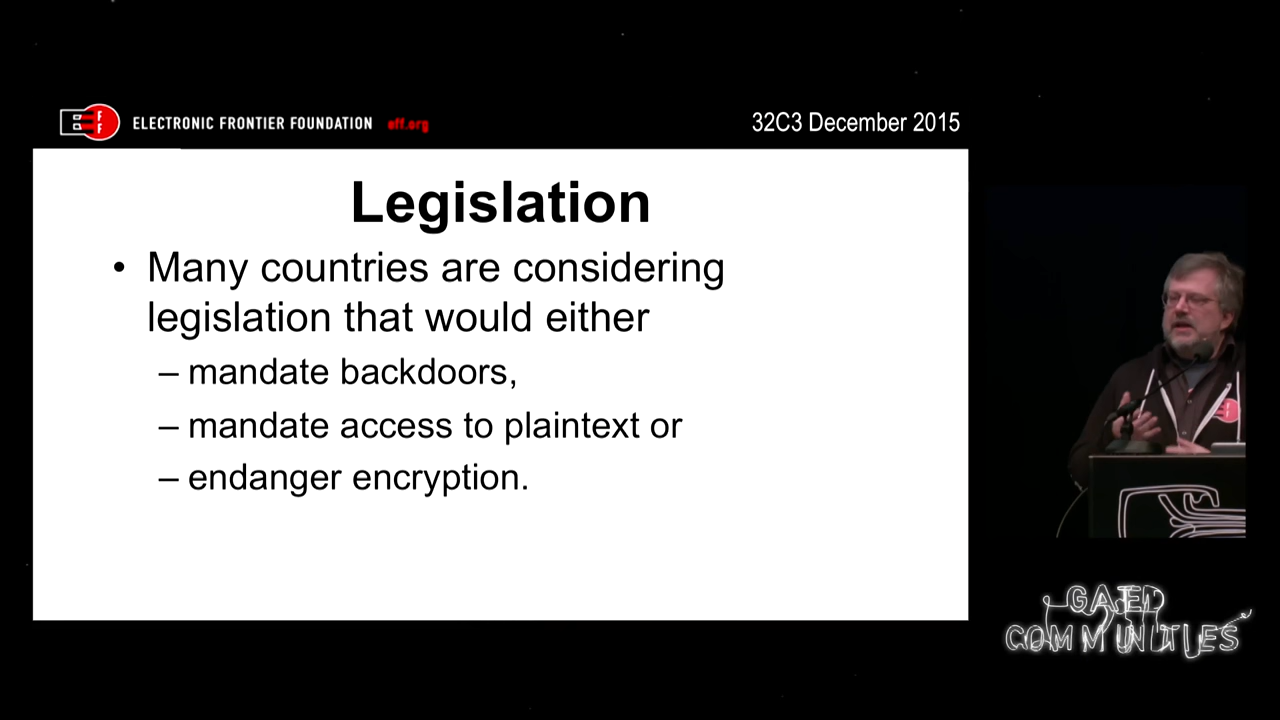 ELECTRONIC FRONTIER FOUNDATION eff.org
32C3 December 2015
Legislation
• Many countries are considering
legislation that would either
– mandate backdoors,
– mandate access to plaintext or
– endanger encryption.
GATED
COMMUNITIES